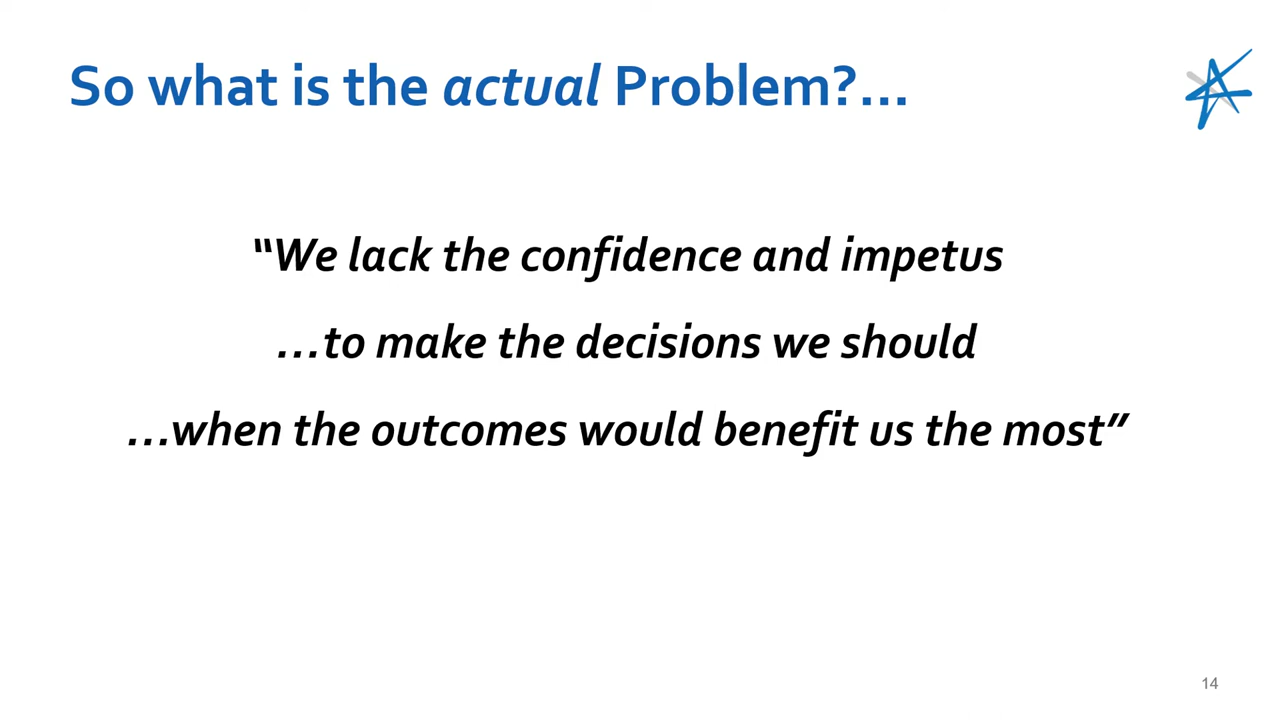 So what is the actual Problem?...
“We lack the confidence and impetus
...to make the decisions we should
...when the outcomes would benefit us the most”
14